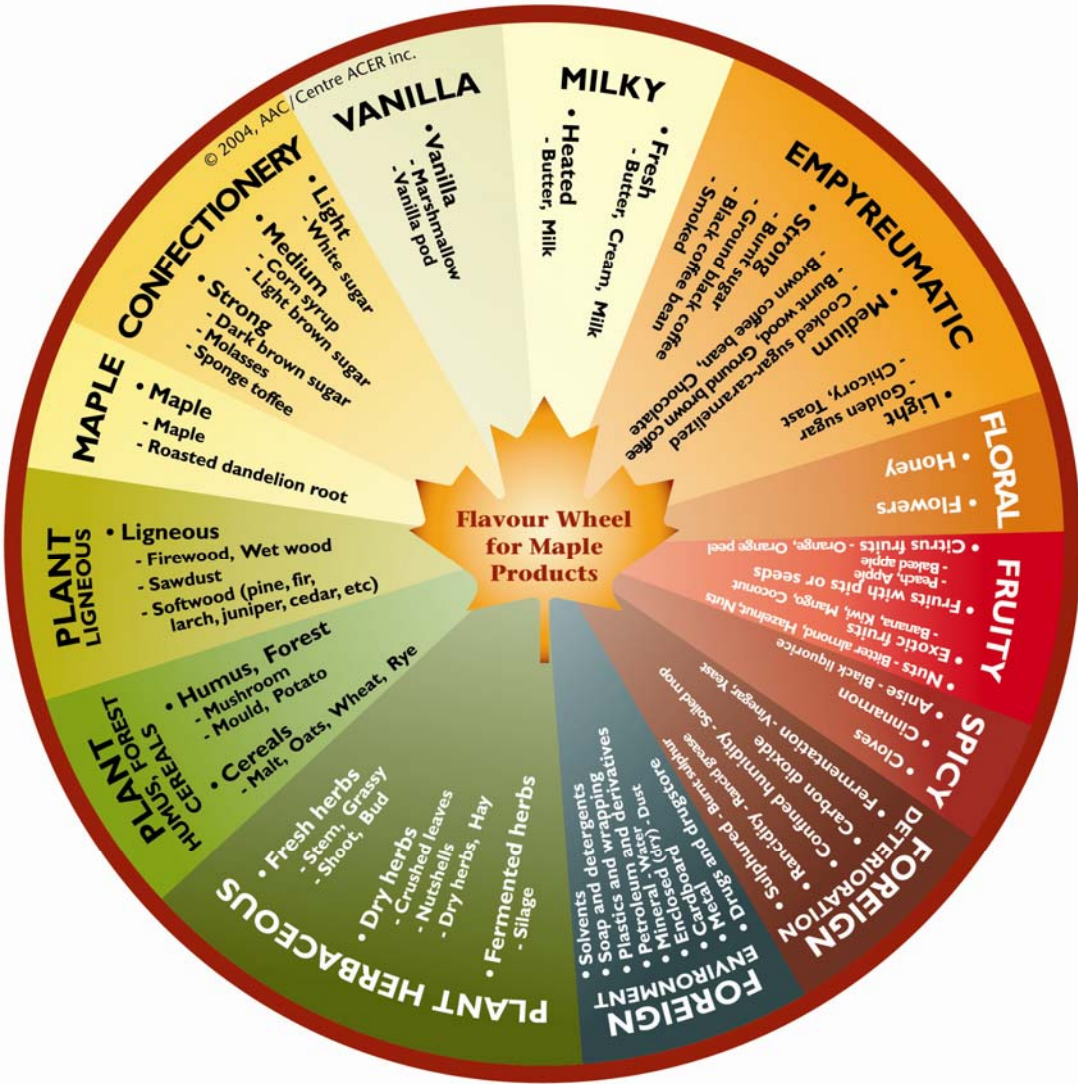 © 2004, AAC/Centre ACER inc.
Flavour Wheel
for Maple
Products
VANILLA
• Vanilla
- Marshmallow
- Vanilla pod
MILKY
• Fresh
- Butter, Cream, Milk
• Heated
- Butter, Milk
EMPYREUMATIC
• Light
- Golden sugar
- Chicory, Toast
• Medium
- Cooked sugar-caramelized
- Burnt wood, Ground brown coffee
- Brown coffee bean, Chocolate
• Strong
- Burnt sugar
- Ground black coffee
- Black coffee bean
- Smoked
FLORAL
• Honey
• Flowers
FRUITY
• Citrus fruits - Orange, Orange peel
• Fruits with pits or seeds
- Peach, Apple,
Baked apple
• Exotic fruits
- Banana, Kiwi, Mango, Coconut
• Nuts - Bitter almond, Hazelnut, Nuts
SPICY
• Anise - Black liquorice
• Cinnamon
• Cloves
FOREIGN
DETERIORATION
• Fermentation - Vinegar, Yeast
• Carbon dioxide
• Confined humidity - Soiled mop
• Rancidity - Rancid grease
• Sulphured - Burnt sulphur
FOREIGN
ENVIRONMENT
• Solvents
• Soap and detergents
• Plastics and wrapping
• Petroleum and derivatives
• Mineral - Water - Dust
• Enclosed (dry)
• Cardboard
• Metal
• Drugs and drugstore
PLANT HERBACEOUS
• Fresh herbs
- Stem, Grassy
- Shoot, Bud
• Dry herbs
- Crushed leaves
- Nutshells
- Dry herbs, Hay
• Fermented herbs
- Silage
PLANT
HUMUS, FOREST
CEREALS
• Humus, Forest
- Mushroom
- Mould, Potato
• Cereals
- Malt, Oats, Wheat, Rye
PLANT
LIGNEOUS
• Ligneous
- Firewood, Wet wood
- Sawdust
- Softwood (pine, fir,
larch, juniper, cedar, etc)
MAPLE
• Maple
- Maple
- Roasted dandelion root
CONFECTIONERY
• Light
- White sugar
• Medium
- Corn syrup
- Light brown sugar
• Strong
- Dark brown sugar
- Molasses
- Sponge toffee